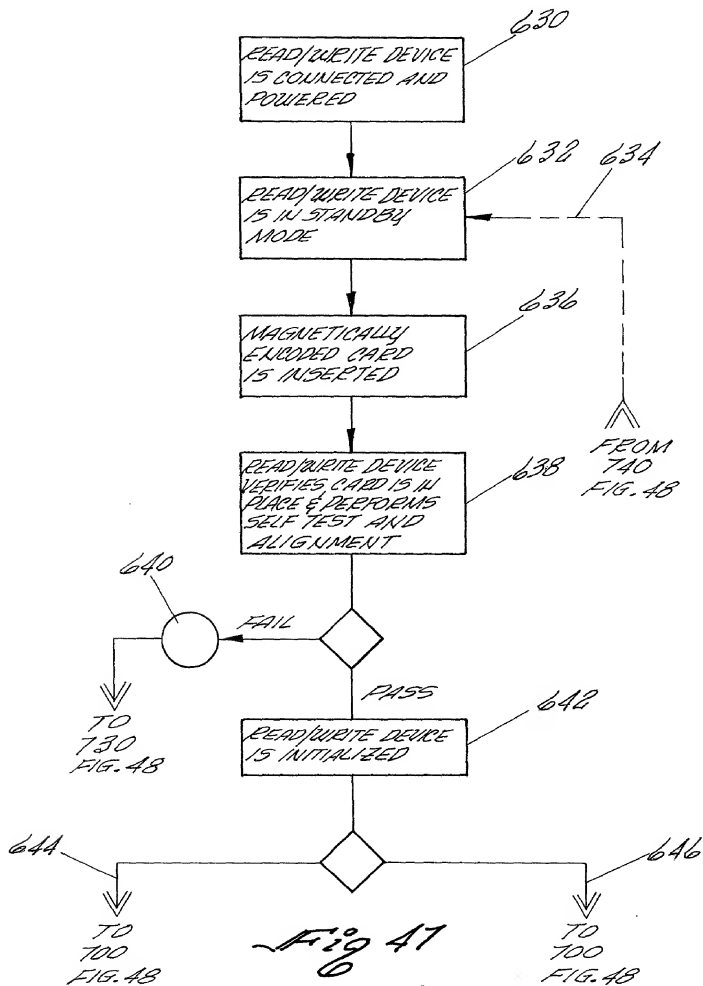 630
READ/WRITE DEVICE
IS CONNECTED AND
POWERED
632
634
READ/WRITE DEVICE
IS IN STANDBY
MODE
636
MAGNETICALLY
ENCODED CARD
IS INSERTED
FROM
740
FIG. 48
638
READ/WRITE DEVICE
VERIFIES CARD IS IN
PLACE & PERFORMS
SELF TEST AND
ALIGNMENT
640
FAIL
TO
730
FIG. 48
PASS
642
READ/WRITE DEVICE
IS INITIALIZED
644
646
TO
700
FIG. 48
TO
700
FIG. 48
Fig 47